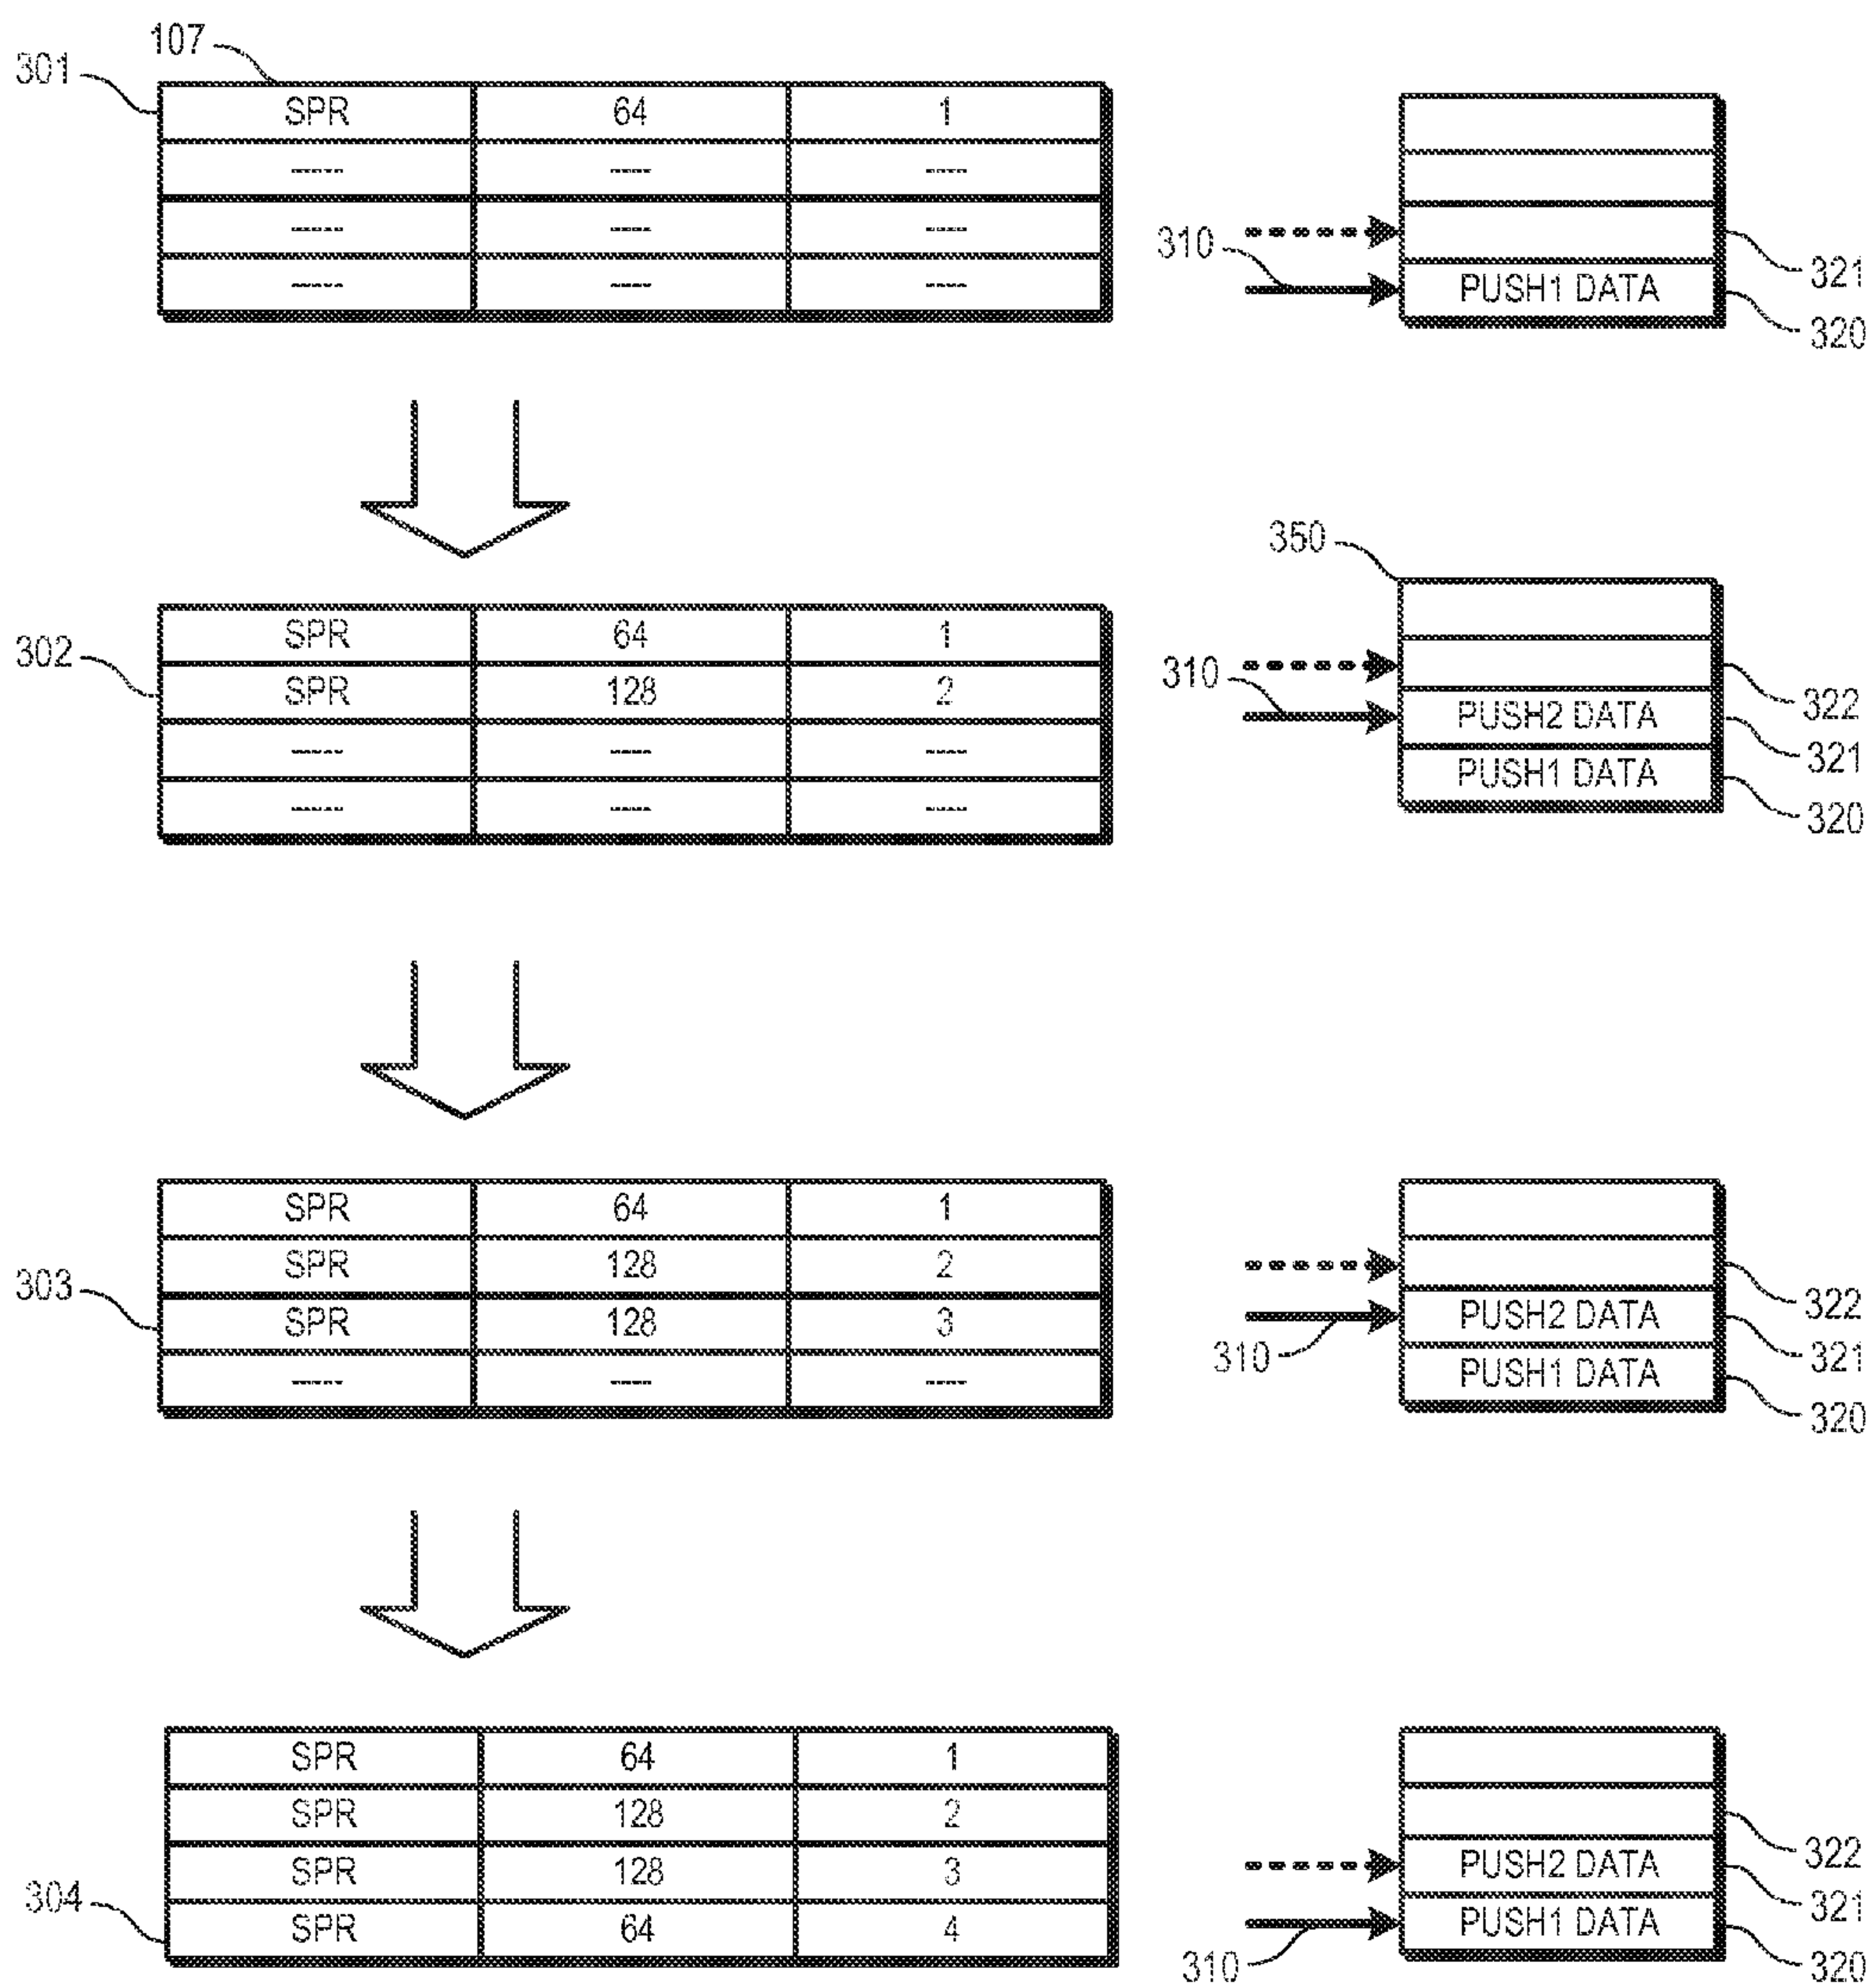 107
301
SPR 64 1
----- ---- ----
----- ---- ----
----- ---- ----
310
321
PUSH1 DATA
320
350
302
SPR 64 1
SPR 128 2
----- ---- ----
----- ---- ----
310
322
PUSH2 DATA
321
PUSH1 DATA
320
303
SPR 64 1
SPR 128 2
SPR 128 3
----- ---- ----
322
PUSH2 DATA
310
321
PUSH1 DATA
320
304
SPR 64 1
SPR 128 2
SPR 128 3
SPR 64 4
322
PUSH2 DATA
321
PUSH1 DATA
310
320